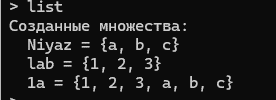 > list
Созданные множества:
Niyaz = {a, b, c}
lab = {1, 2, 3}
1a = {1, 2, 3, a, b, c}